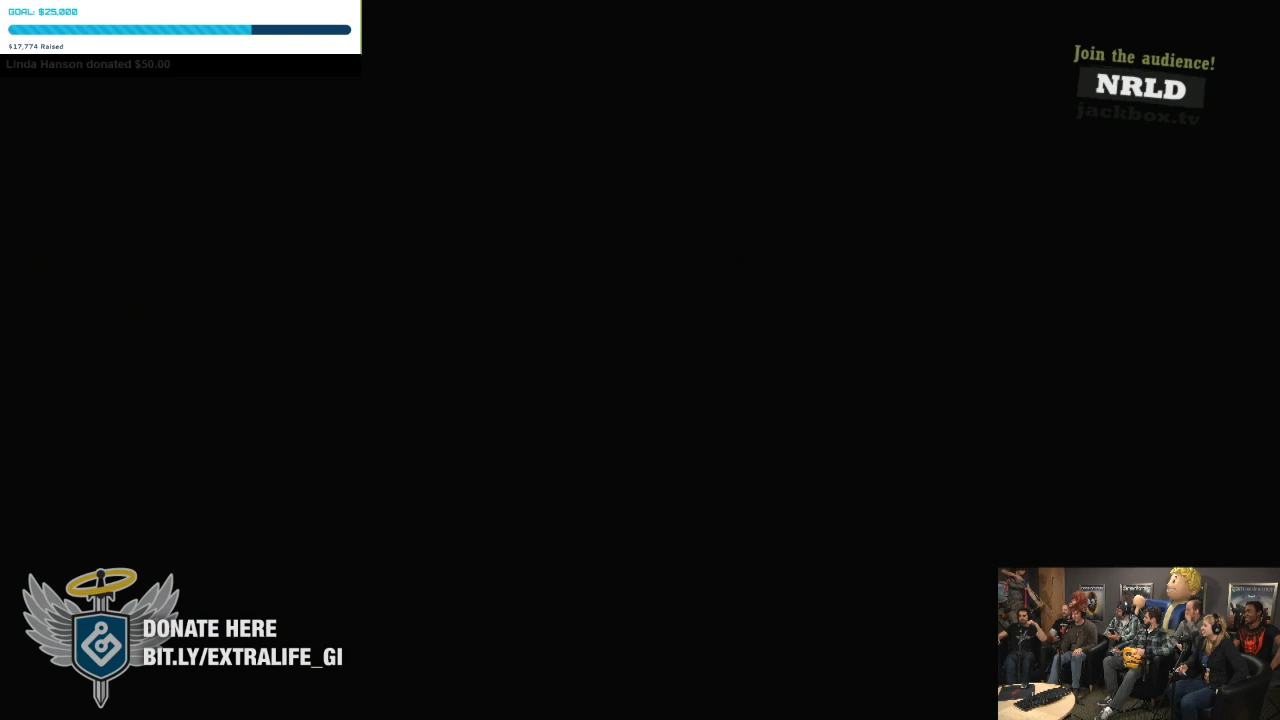 GOAL: $25,000
$17,774 Raised
Linda Hanson donated $50.00
Join the audience!
NRLD
jackbox.tv
DONATE HERE
BIT.LY/EXTRALIFE_GI